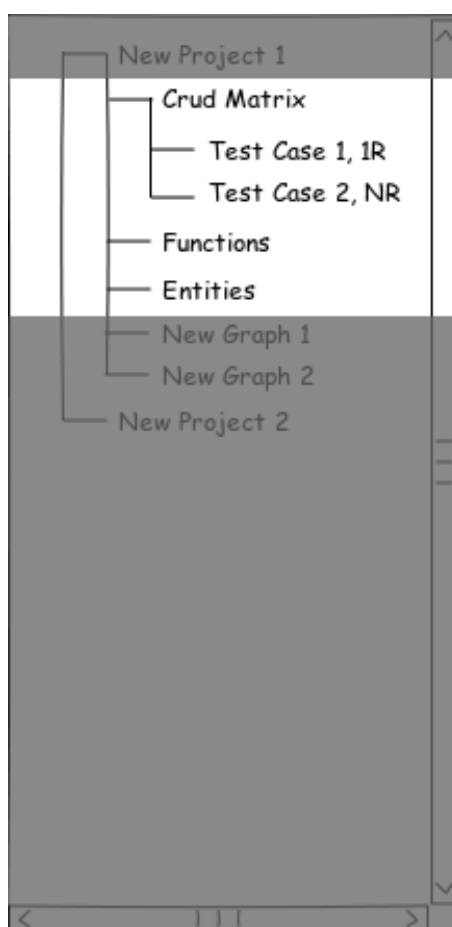 New Project 1
Crud Matrix
Test Case 1, 1R
Test Case 2, NR
Functions
Entities
New Graph 1
New Graph 2
New Project 2